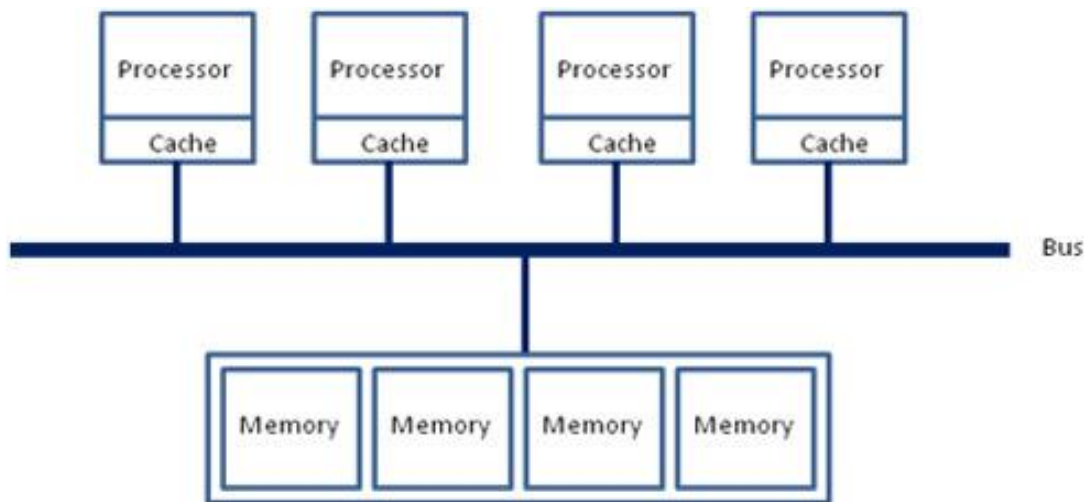 Processor Processor Processor Processor
Cache Cache Cache Cache
Bus
Memory Memory Memory Memory